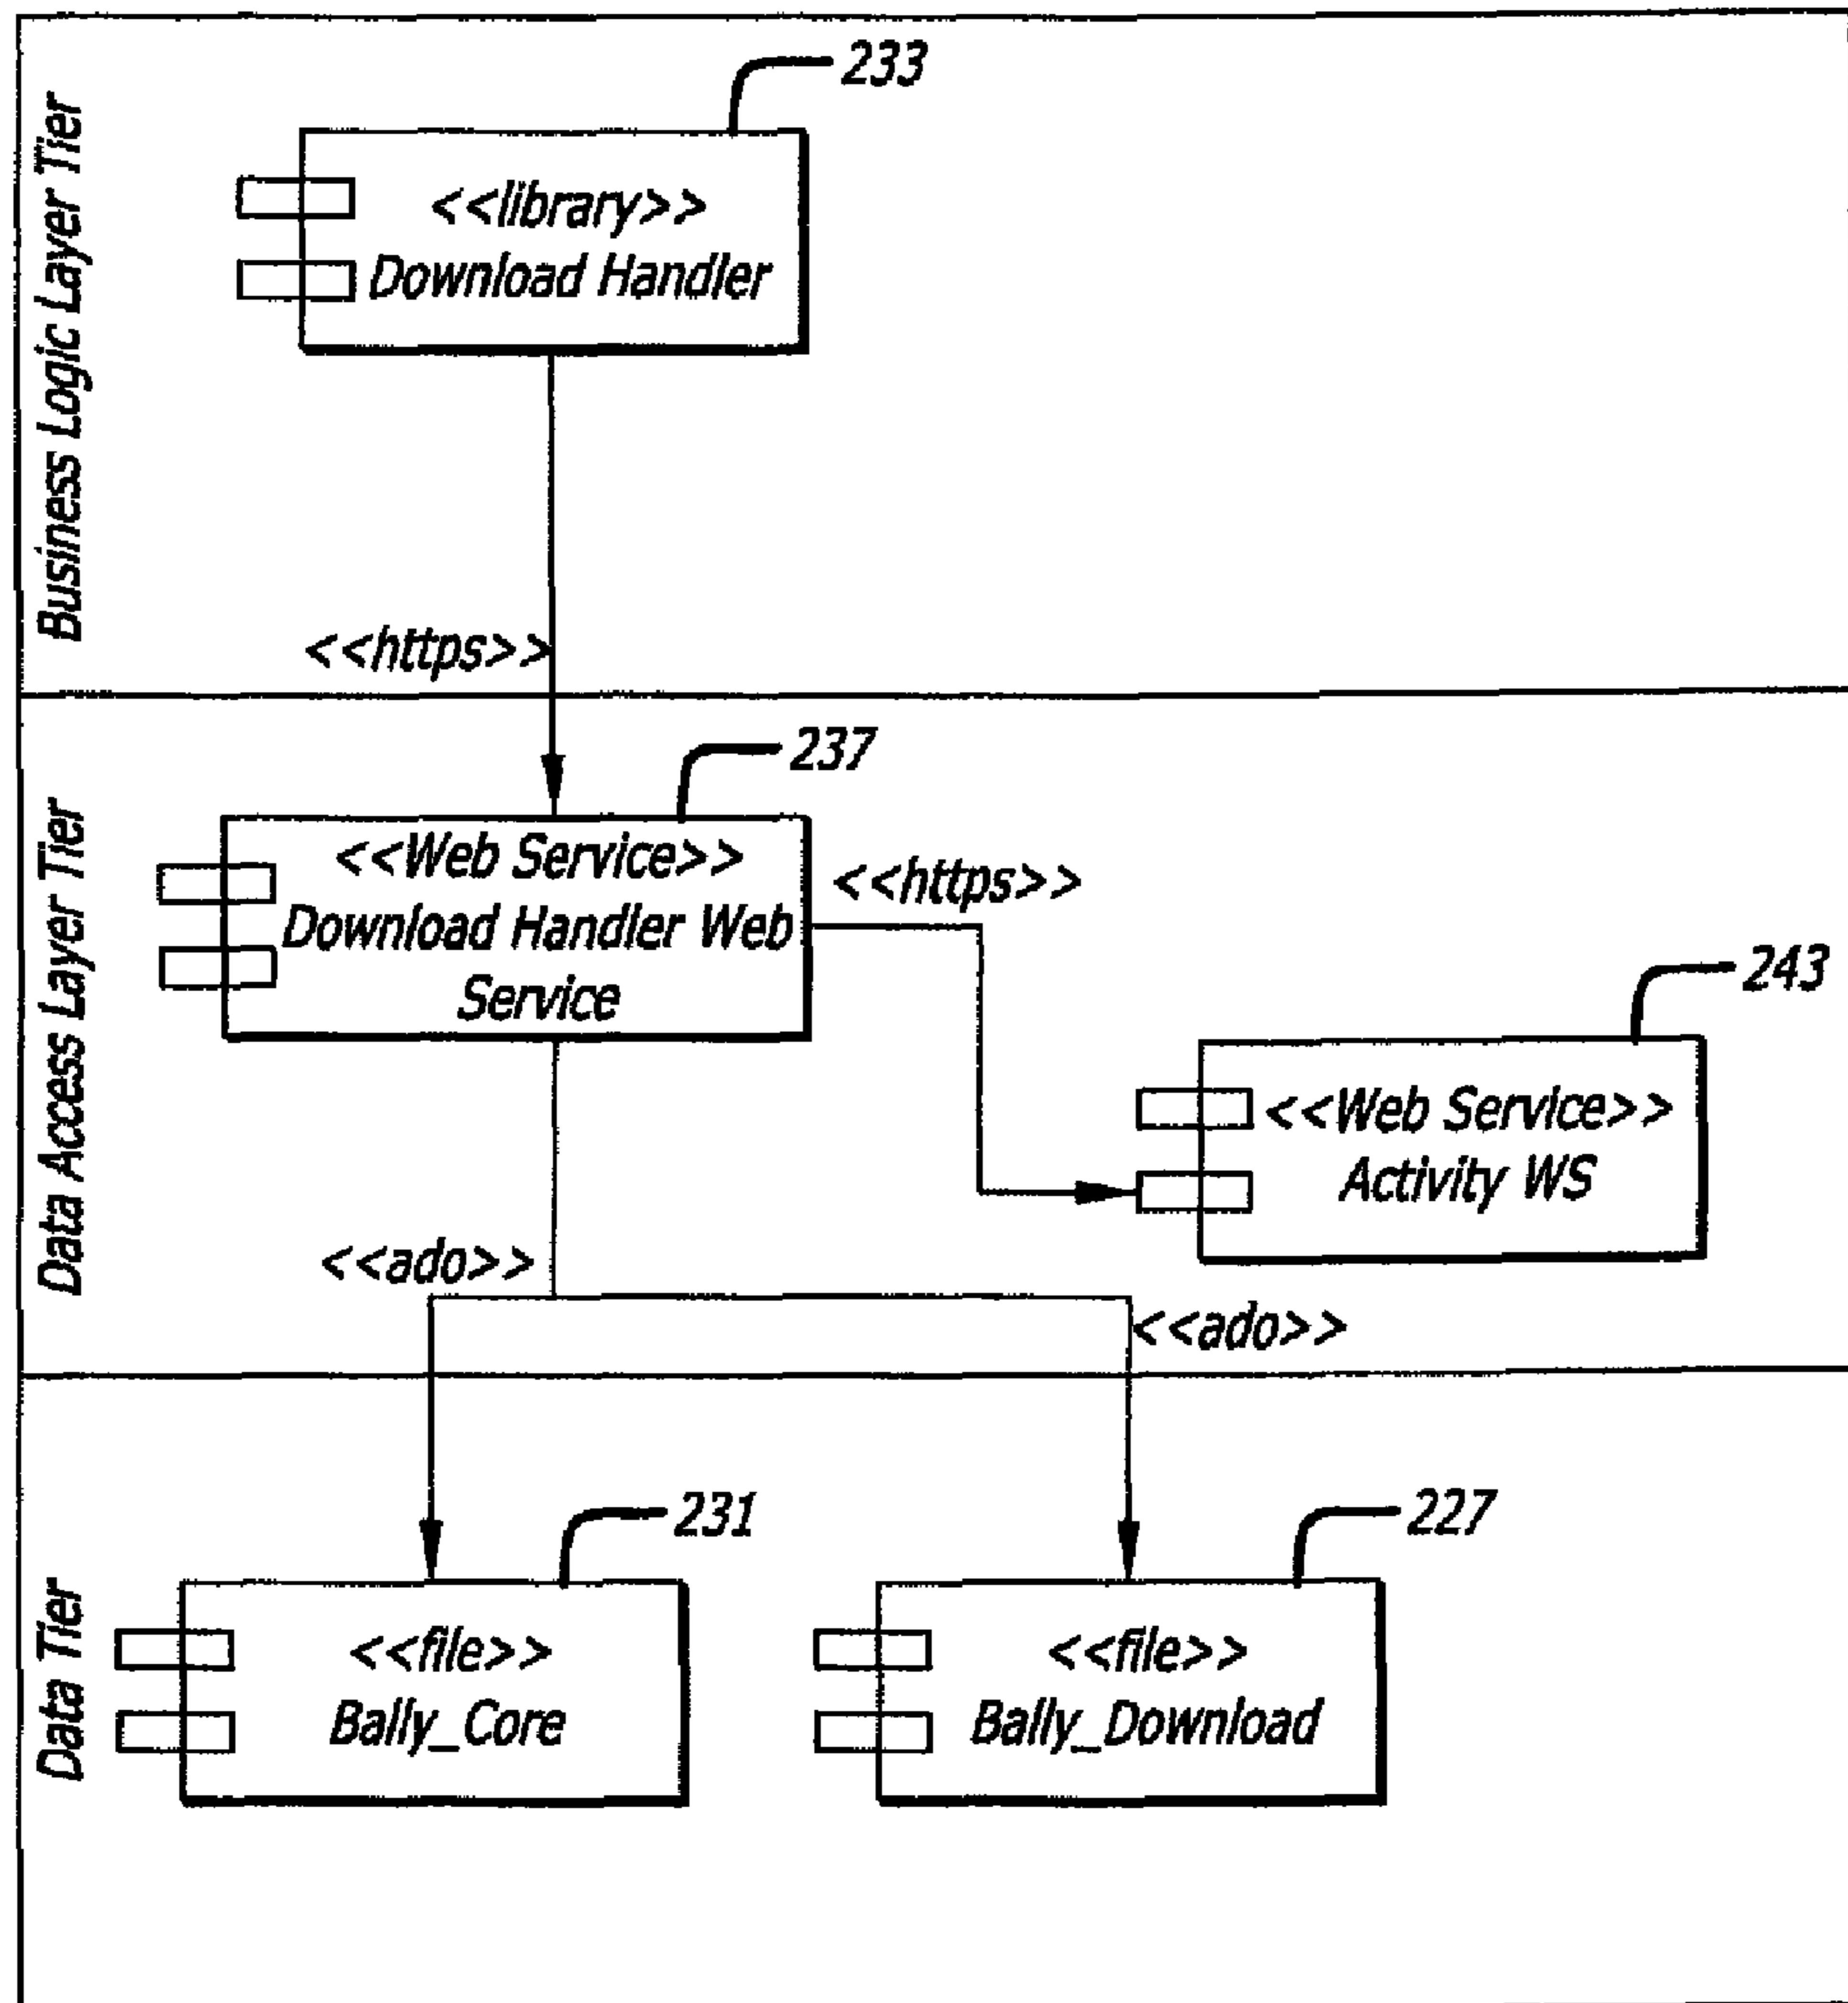 Business Logic Layer Tier
233
<<library>>
Download Handler
<<https>>
Data Access Layer Tier
237
<<Web Service>>
Download Handler Web
Service
<<https>>
243
<<Web Service>>
Activity WS
<<ado>>
<<ado>>
Data Tier
231
<<file>>
Bally_Core
227
<<file>>
Bally_Download